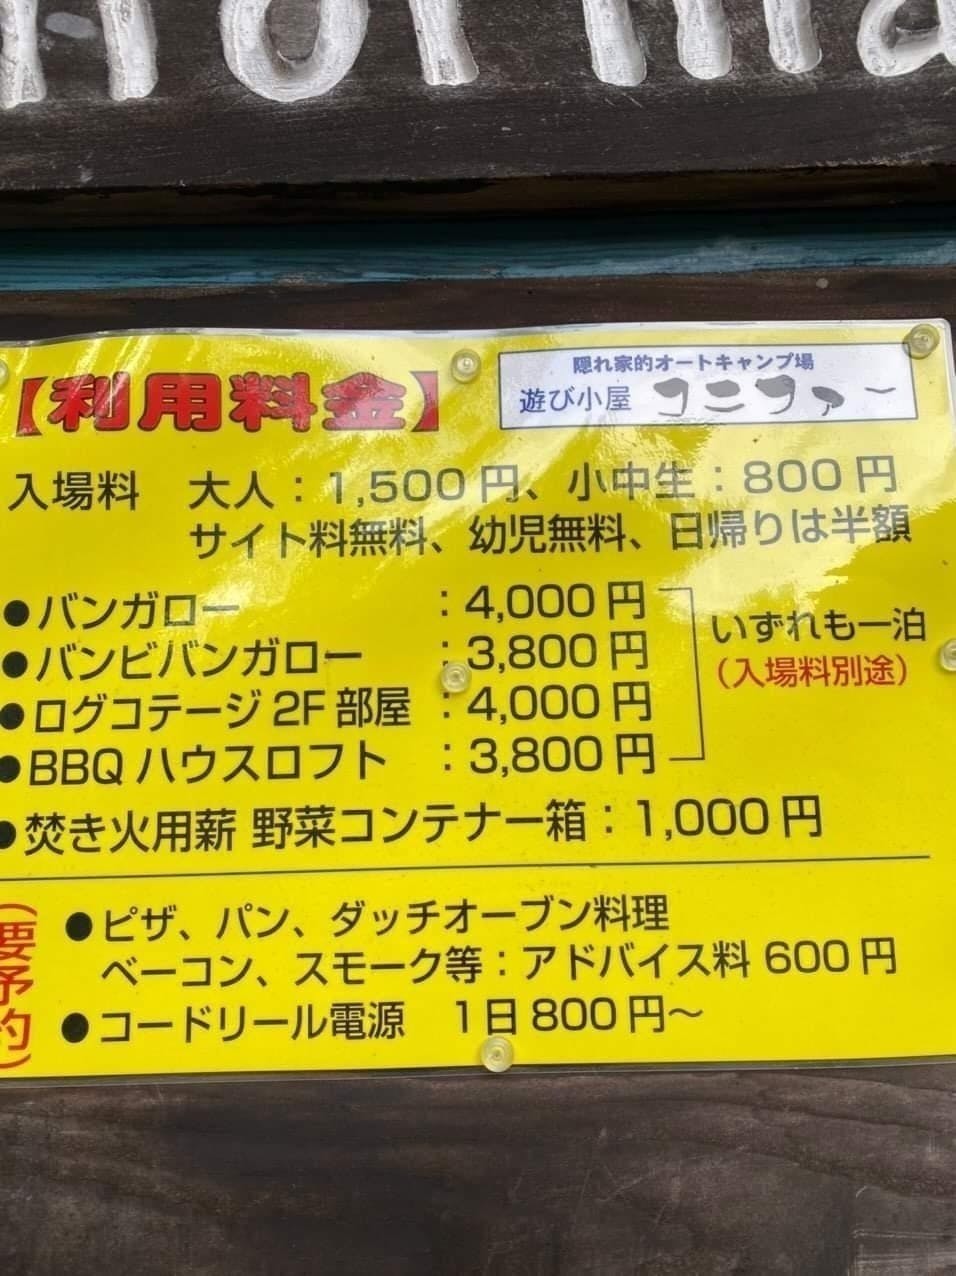 【利用料金】
隠れ家的オートキャンプ場
遊び小屋 コニファー
入場料 大人：1,500円、小中生：800円
サイト料無料、幼児無料、日帰りは半額
●バンガロー ：4,000円
●バンビバンガロー ：3,800円
●ログコテージ2F部屋 ：4,000円
●BBQハウスロフト ：3,800円
いずれも一泊
（入場料別途）
●焚き火用薪 野菜コンテナー箱：1,000円
（要予約）
●ピザ、パン、ダッチオーブン料理
ベーコン、スモーク等：アドバイス料 600円
●コードリール電源 1日800円〜